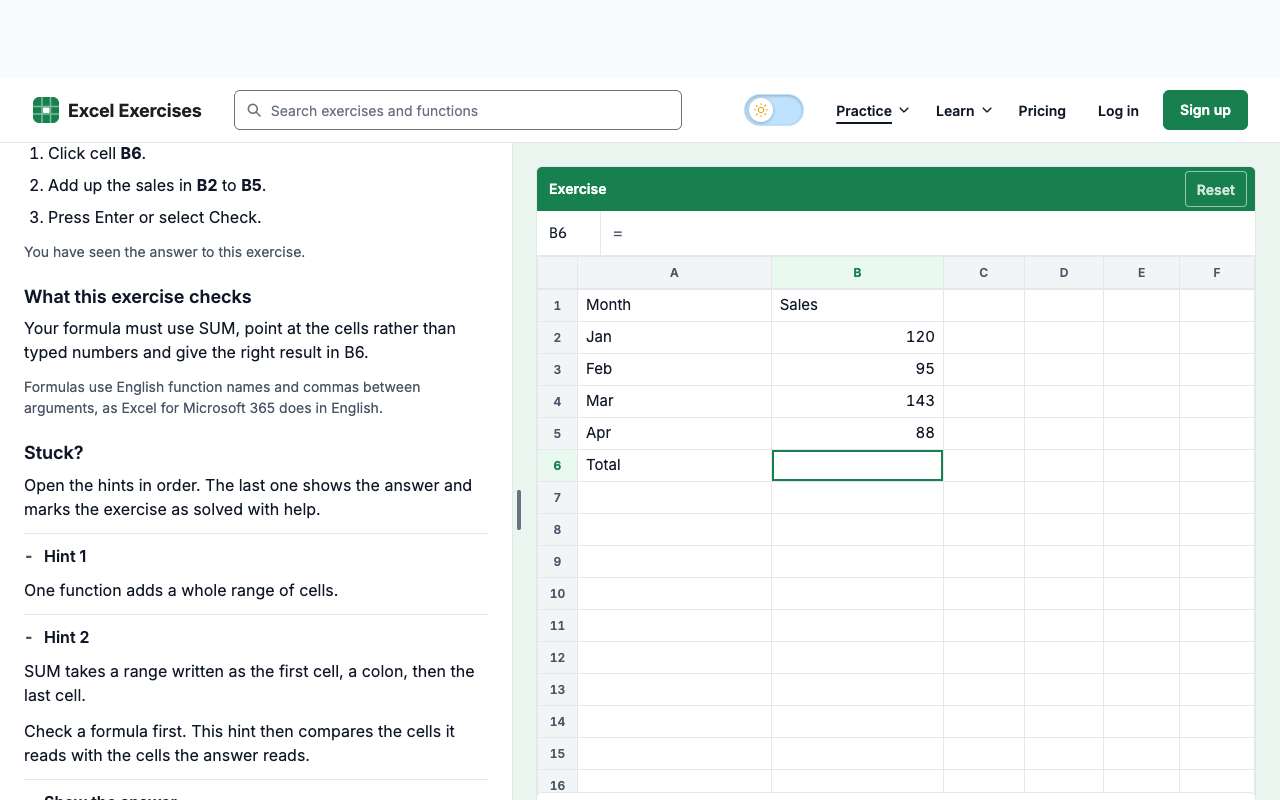 Excel Exercises
Search exercises and functions
Practice
Learn
Pricing
Log in
Sign up
1. Click cell B6.
2. Add up the sales in B2 to B5.
3. Press Enter or select Check.
You have seen the answer to this exercise.
What this exercise checks
Your formula must use SUM, point at the cells rather than
typed numbers and give the right result in B6.
Formulas use English function names and commas between
arguments, as Excel for Microsoft 365 does in English.
Stuck?
Open the hints in order. The last one shows the answer and
marks the exercise as solved with help.
- Hint 1
One function adds a whole range of cells.
- Hint 2
SUM takes a range written as the first cell, a colon, then the
last cell.
Check a formula first. This hint then compares the cells it
reads with the cells the answer reads.
Show the answer
Exercise
Reset
B6 =
A B C D E F
1 Month Sales
2 Jan 120
3 Feb 95
4 Mar 143
5 Apr 88
6 Total
7
8
9
10
11
12
13
14
15
16